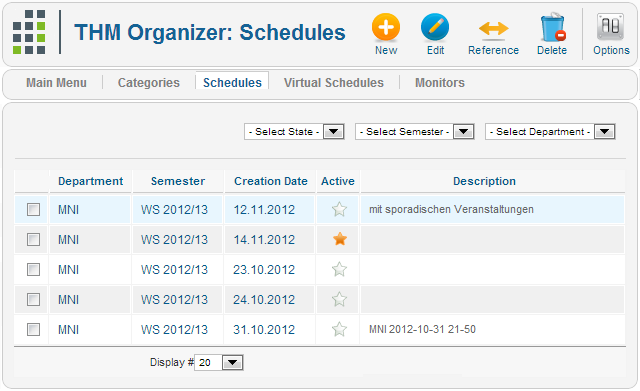 THM Organizer: Schedules
New Edit Reference Delete Options
Main Menu Categories Schedules Virtual Schedules Monitors
- Select State - - Select Semester - - Select Department -
Department Semester Creation Date Active Description
MNI WS 2012/13 12.11.2012 mit sporadischen Veranstaltungen
MNI WS 2012/13 14.11.2012
MNI WS 2012/13 23.10.2012
MNI WS 2012/13 24.10.2012
MNI WS 2012/13 31.10.2012 MNI 2012-10-31 21-50
Display # 20